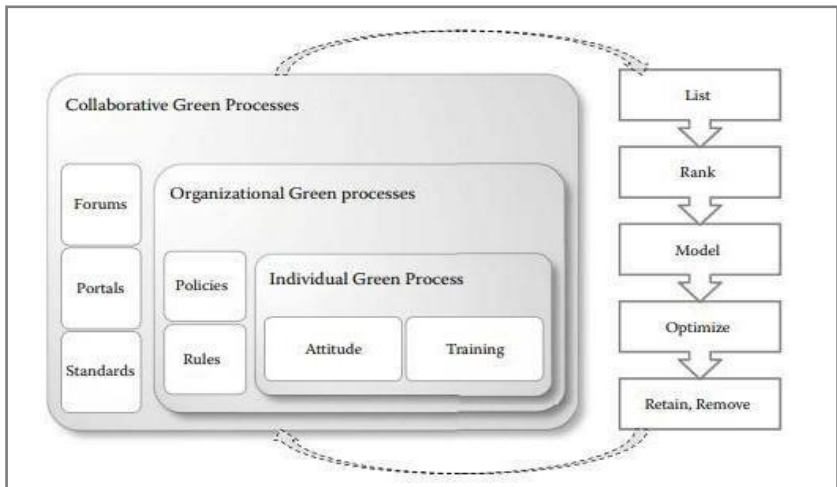 Collaborative Green Processes
Forums
Portals
Standards
Organizational Green processes
Policies
Rules
Individual Green Process
Attitude
Training
List
Rank
Model
Optimize
Retain, Remove